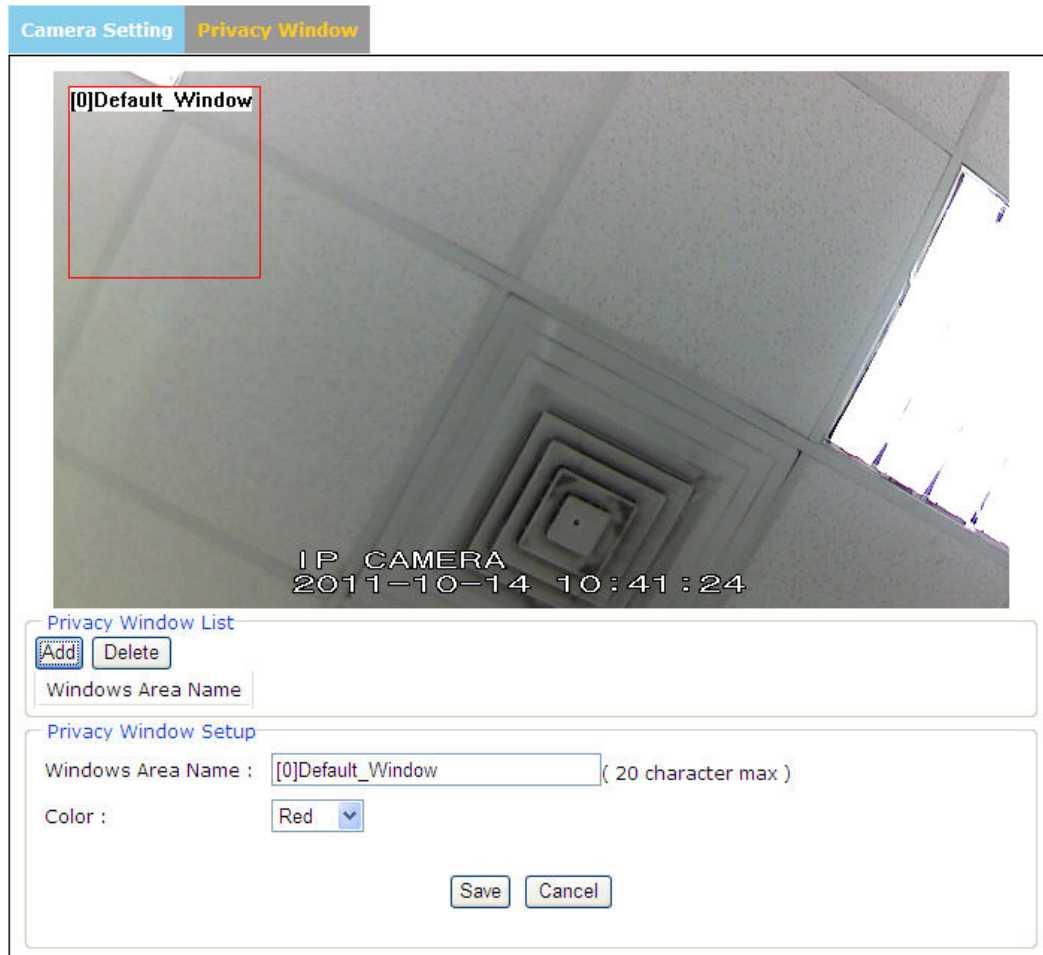 Camera Setting Privacy Window
[0]Default_Window
IP CAMERA
2011-10-14 10:41:24
Privacy Window List
Add Delete
Windows Area Name
Privacy Window Setup
Windows Area Name : [0]Default_Window ( 20 character max )
Color : Red
Save Cancel